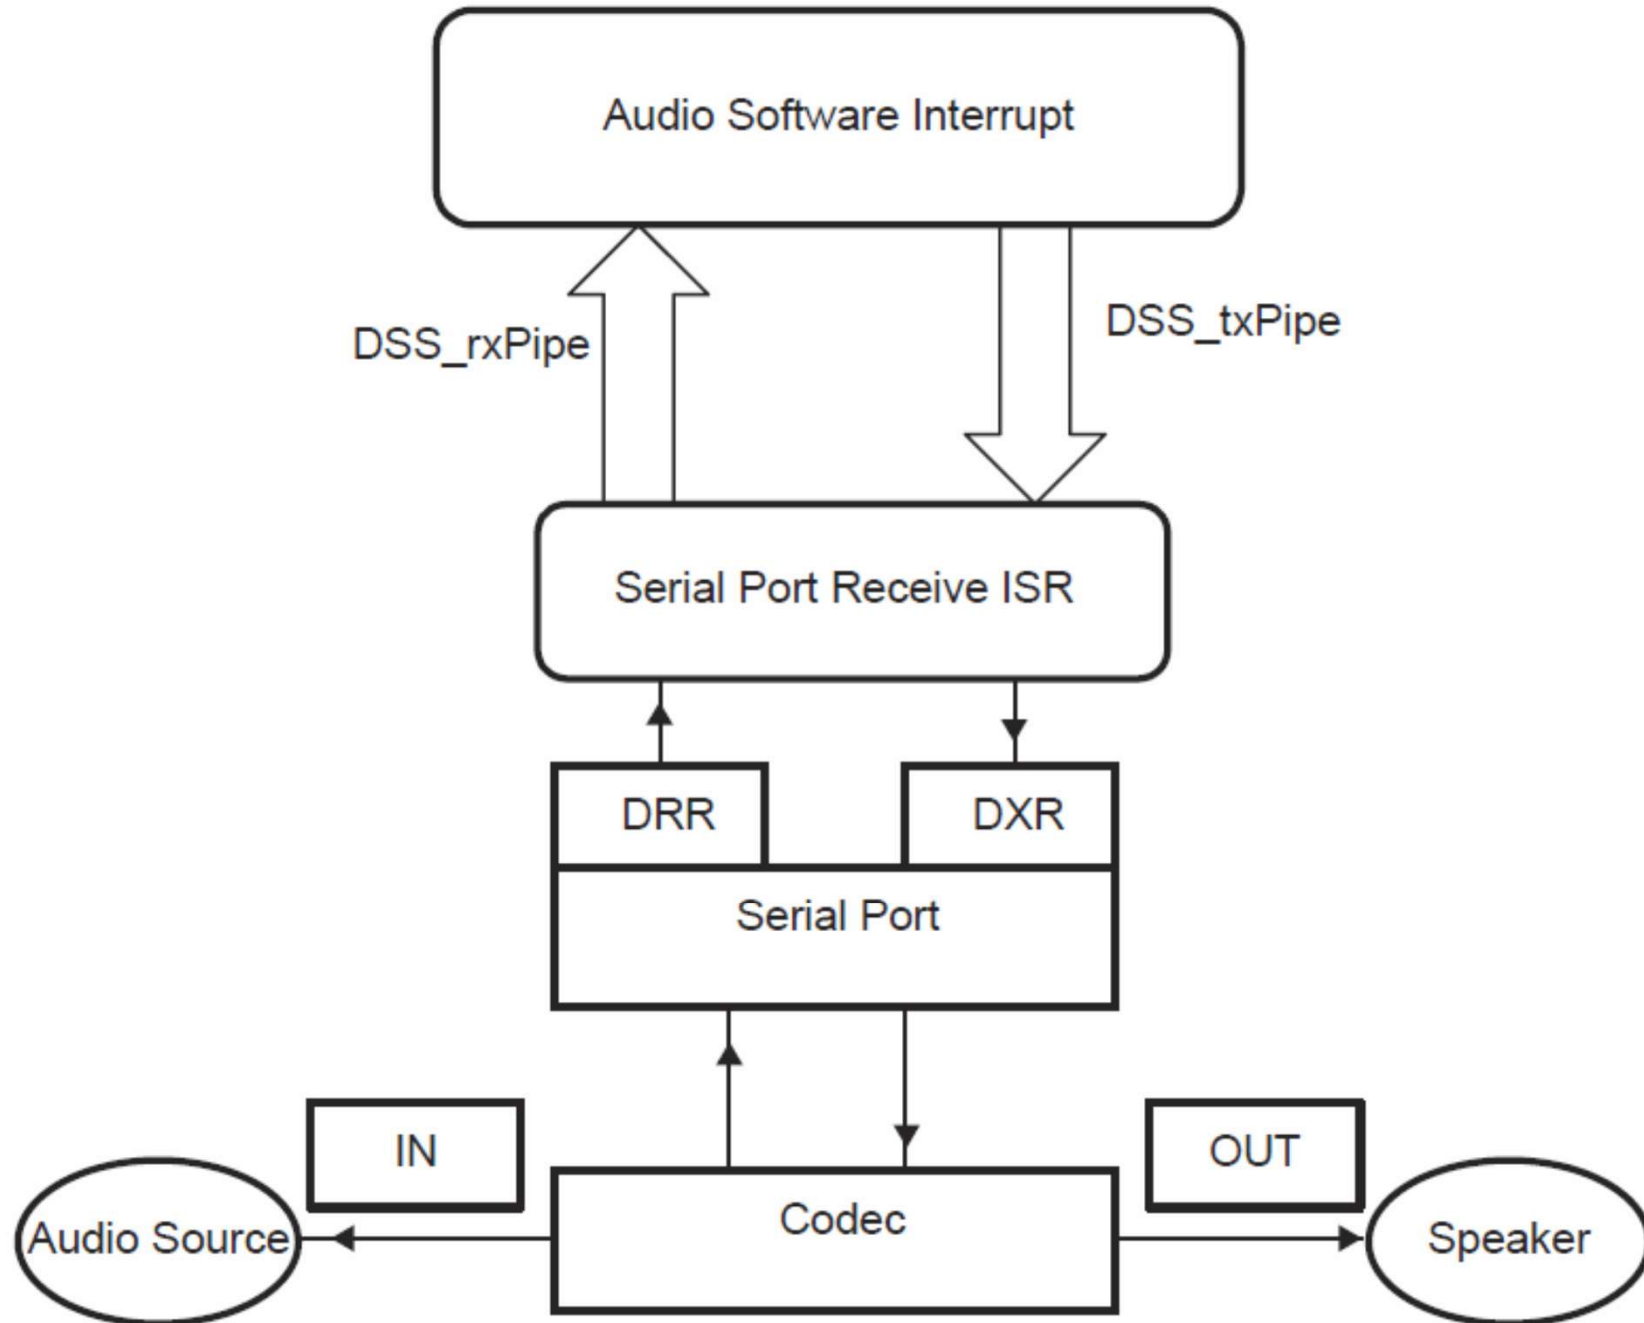 Audio Software Interrupt
DSS_rxPipe
DSS_txPipe
Serial Port Receive ISR
DRR
DXR
Serial Port
IN
OUT
Audio Source
Codec
Speaker